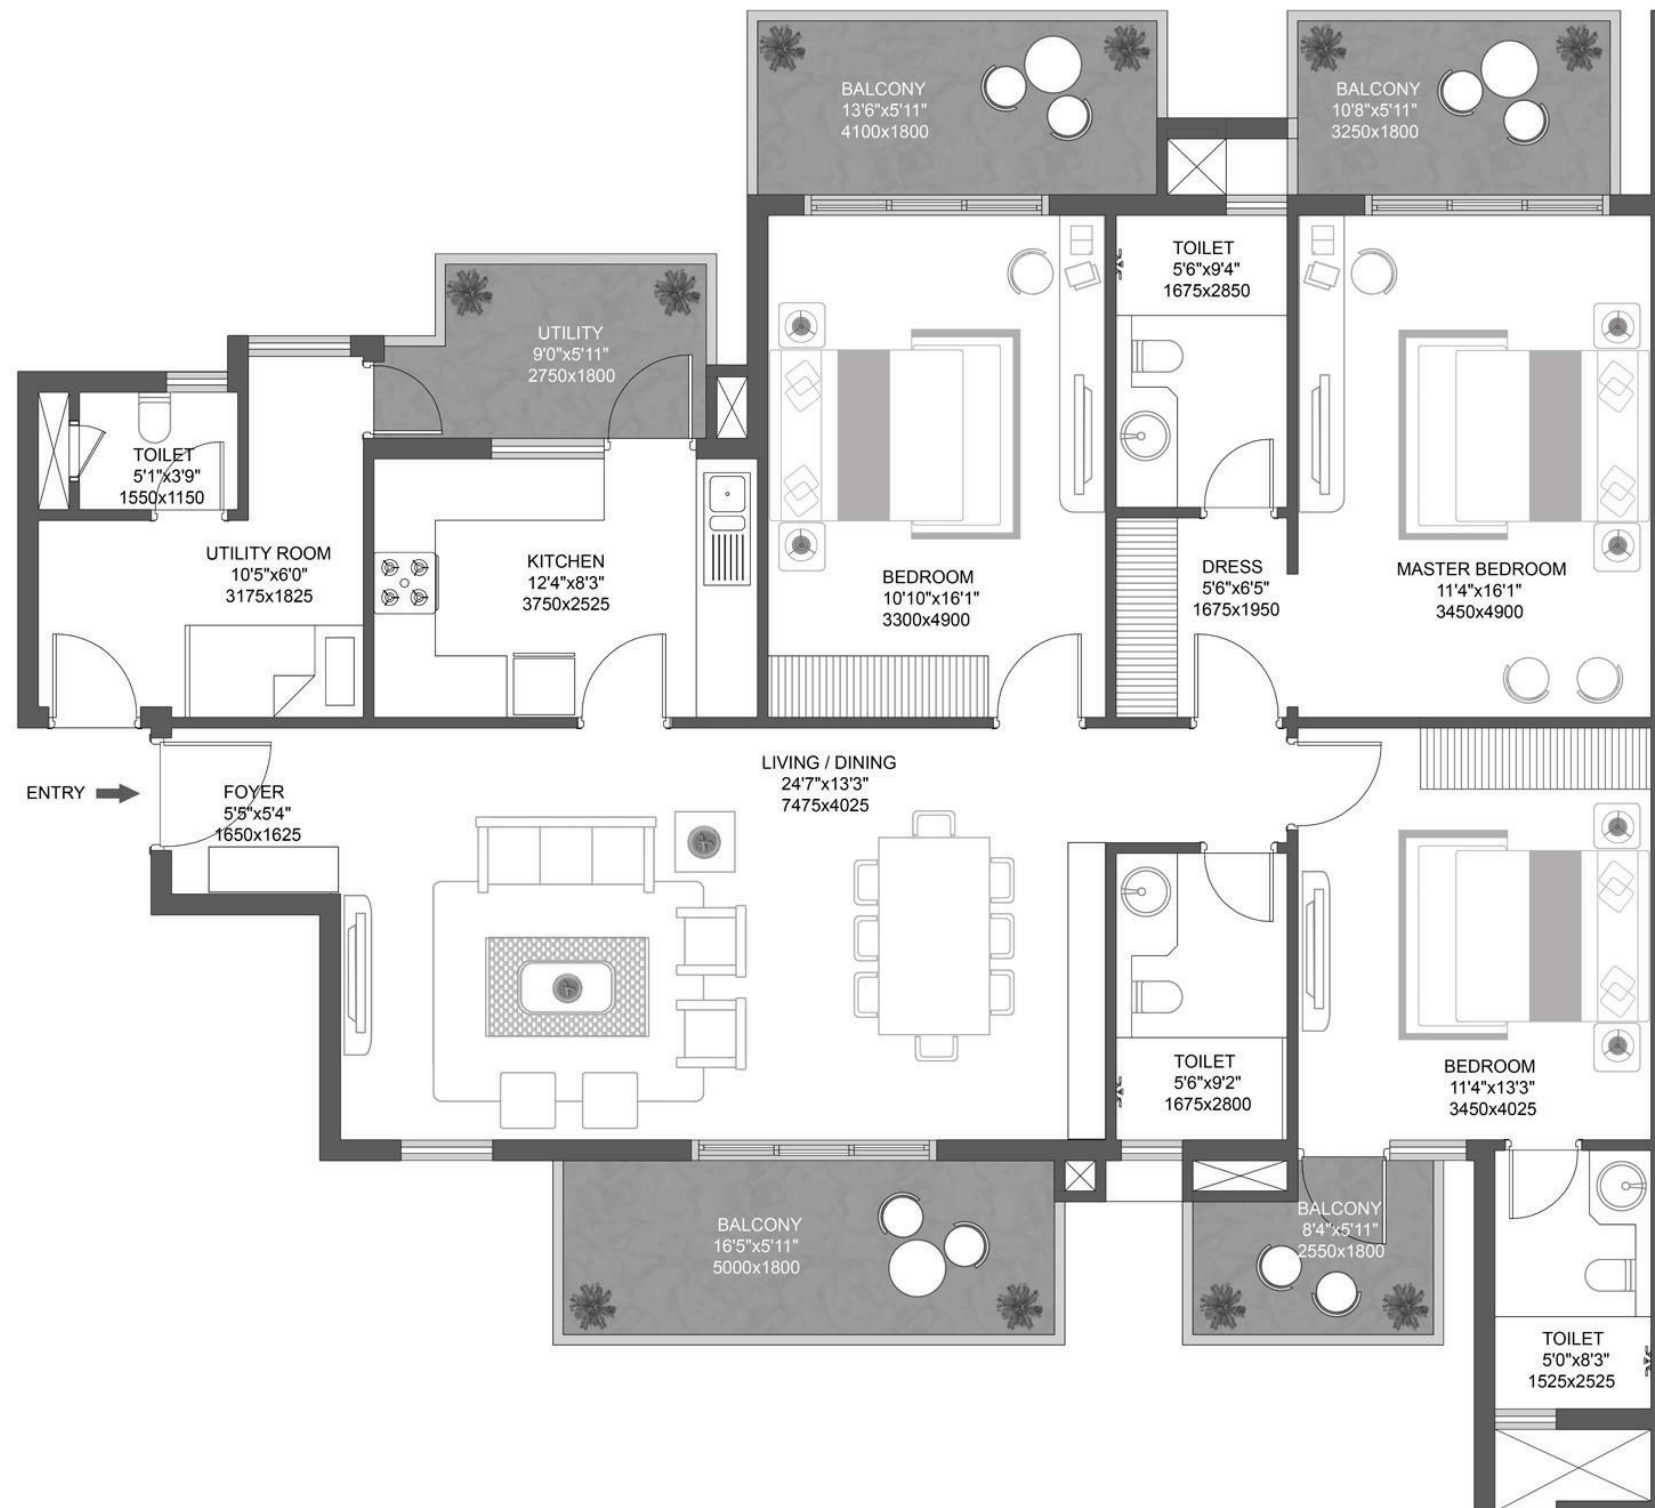 BALCONY
13'6"x5'11"
4100x1800
BALCONY
10'8"x5'11"
3250x1800
TOILET
5'6"x9'4"
1675x2850
UTILITY
9'0"x5'11"
2750x1800
TOILET
5'1"x3'9"
1550x1150
UTILITY ROOM
10'5"x6'0"
3175x1825
KITCHEN
12'4"x8'3"
3750x2525
BEDROOM
10'10"x16'1"
3300x4900
DRESS
5'6"x6'5"
1675x1950
MASTER BEDROOM
11'4"x16'1"
3450x4900
ENTRY
FOYER
5'5"x5'4"
1650x1625
LIVING / DINING
24'7"x13'3"
7475x4025
TOILET
5'6"x9'2"
1675x2800
BEDROOM
11'4"x13'3"
3450x4025
BALCONY
16'5"x5'11"
5000x1800
BALCONY
8'4"x5'11"
2550x1800
TOILET
5'0"x8'3"
1525x2525